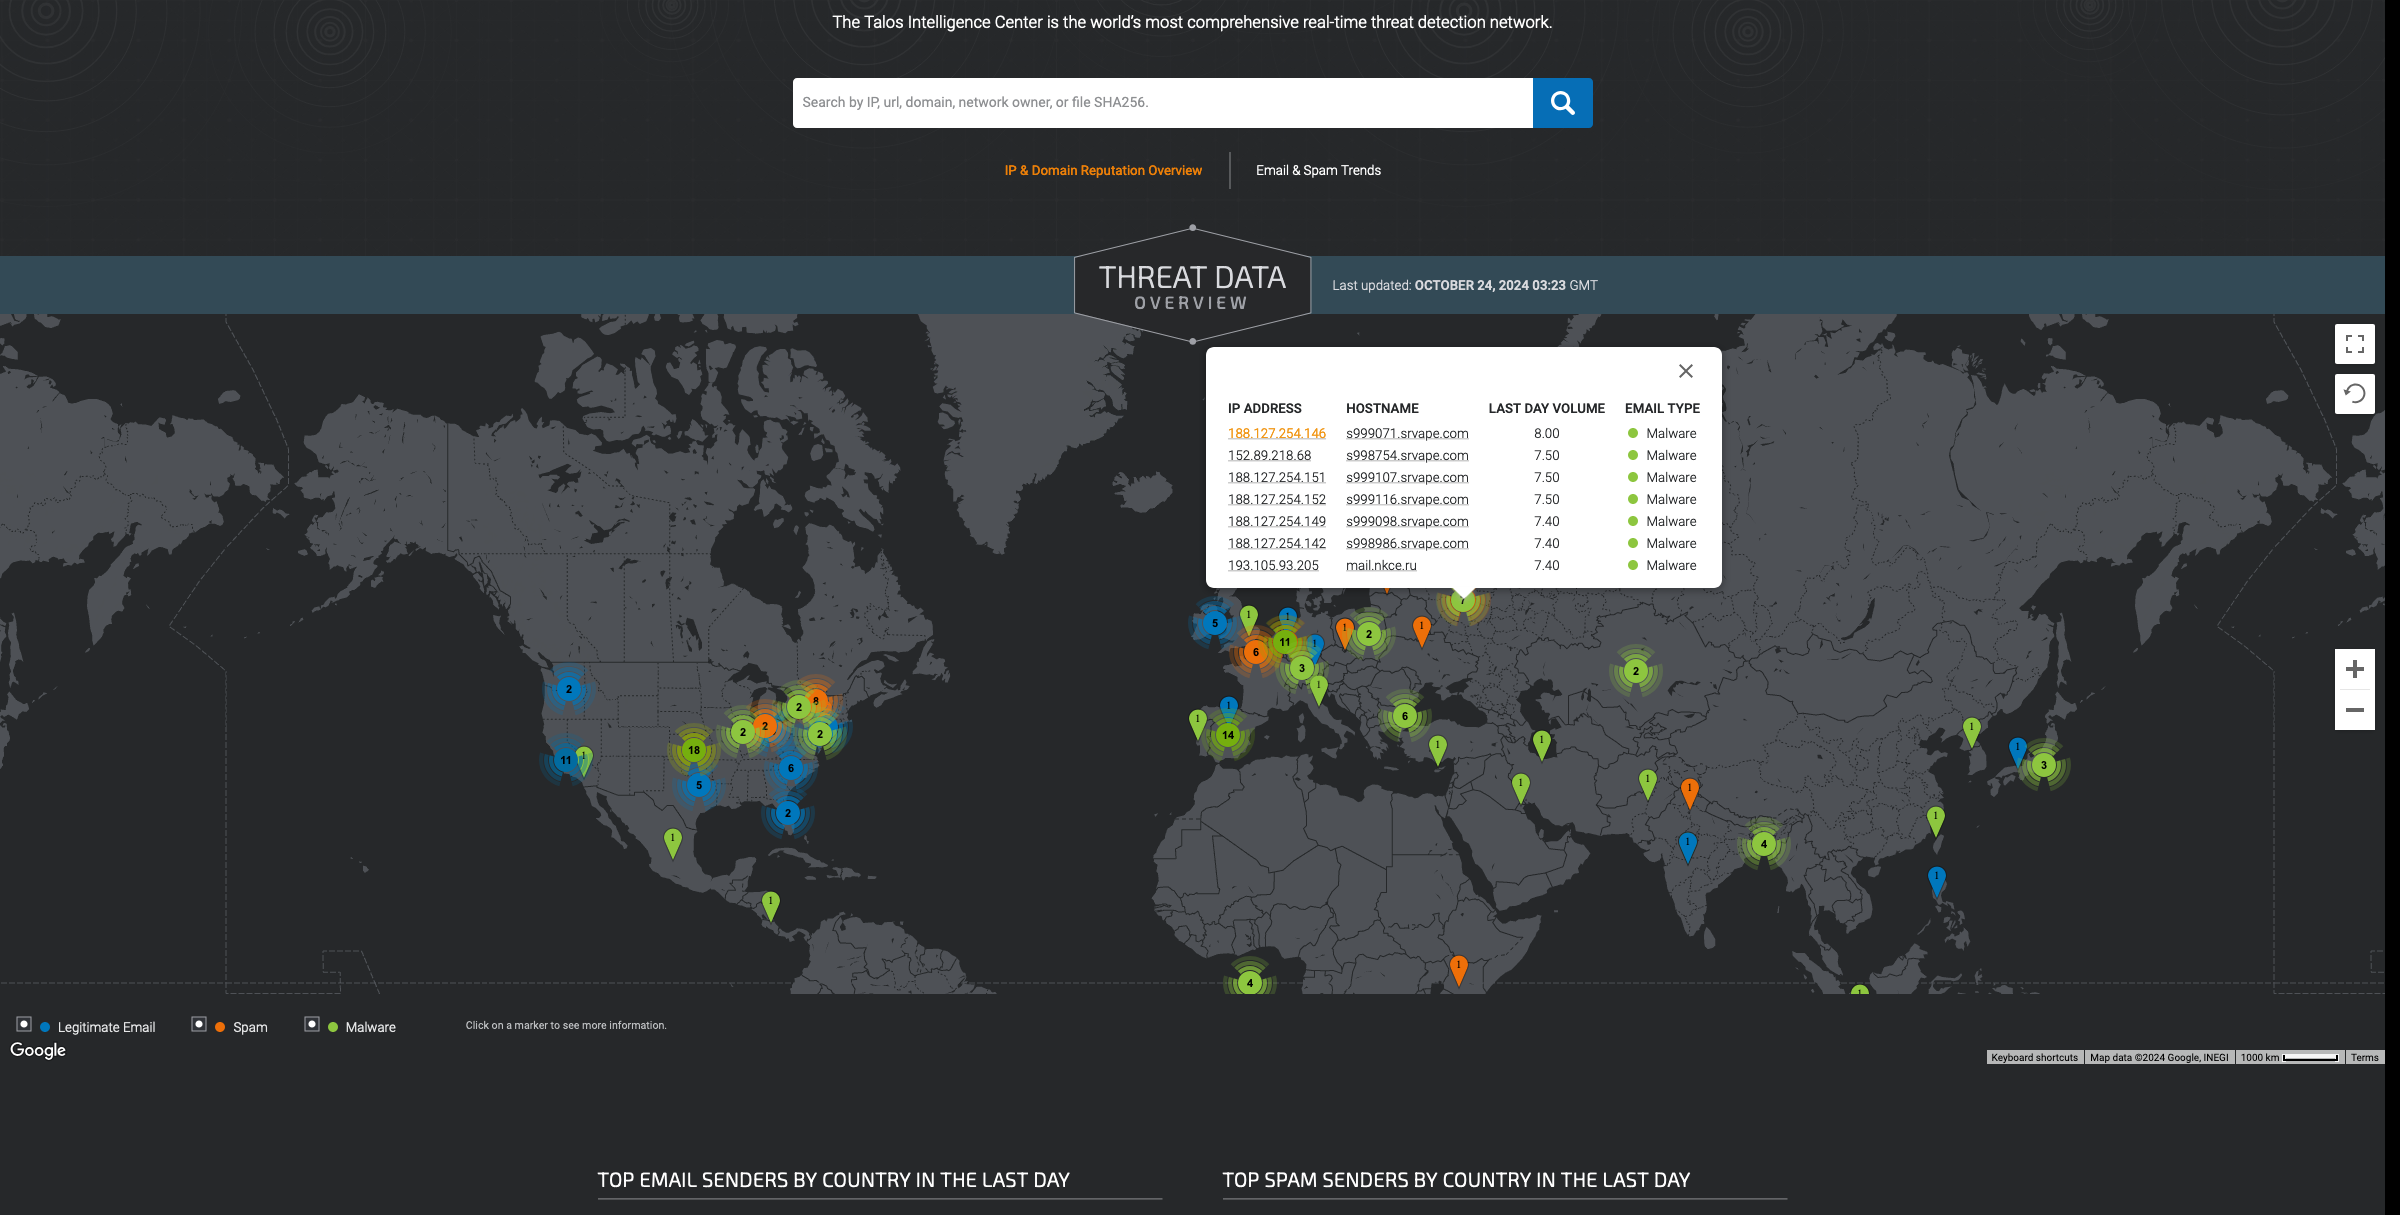 The Talos Intelligence Center is the world's most comprehensive real-time threat detection network.
Search by IP, url, domain, network owner, or file SHA256.
IP & Domain Reputation Overview
Email & Spam Trends
THREAT DATA
OVERVIEW
Last updated: OCTOBER 24, 2024 03:23 GMT
IP ADDRESS HOSTNAME LAST DAY VOLUME EMAIL TYPE
188.127.254.146 s999071.srvape.com 8.00 Malware
152.89.218.68 s998754.srvape.com 7.50 Malware
188.127.254.151 s999107.srvape.com 7.50 Malware
188.127.254.152 s999116.srvape.com 7.50 Malware
188.127.254.149 s999098.srvape.com 7.40 Malware
188.127.254.142 s998986.srvape.com 7.40 Malware
193.105.93.205 mail.nkce.ru 7.40 Malware
7
5
1
1
6
11
1
3
1
1
2
1
2
2
8
2
2
2
2
18
11
1
5
6
2
1
1
1
1
14
6
1
1
1
1
1
1
4
1
1
3
1
1
4
1
1
Legitimate Email
Spam
Malware
Click on a marker to see more information.
Google
Keyboard shortcuts
Map data ©2024 Google, INEGI
1000 km
Terms
TOP EMAIL SENDERS BY COUNTRY IN THE LAST DAY
TOP SPAM SENDERS BY COUNTRY IN THE LAST DAY